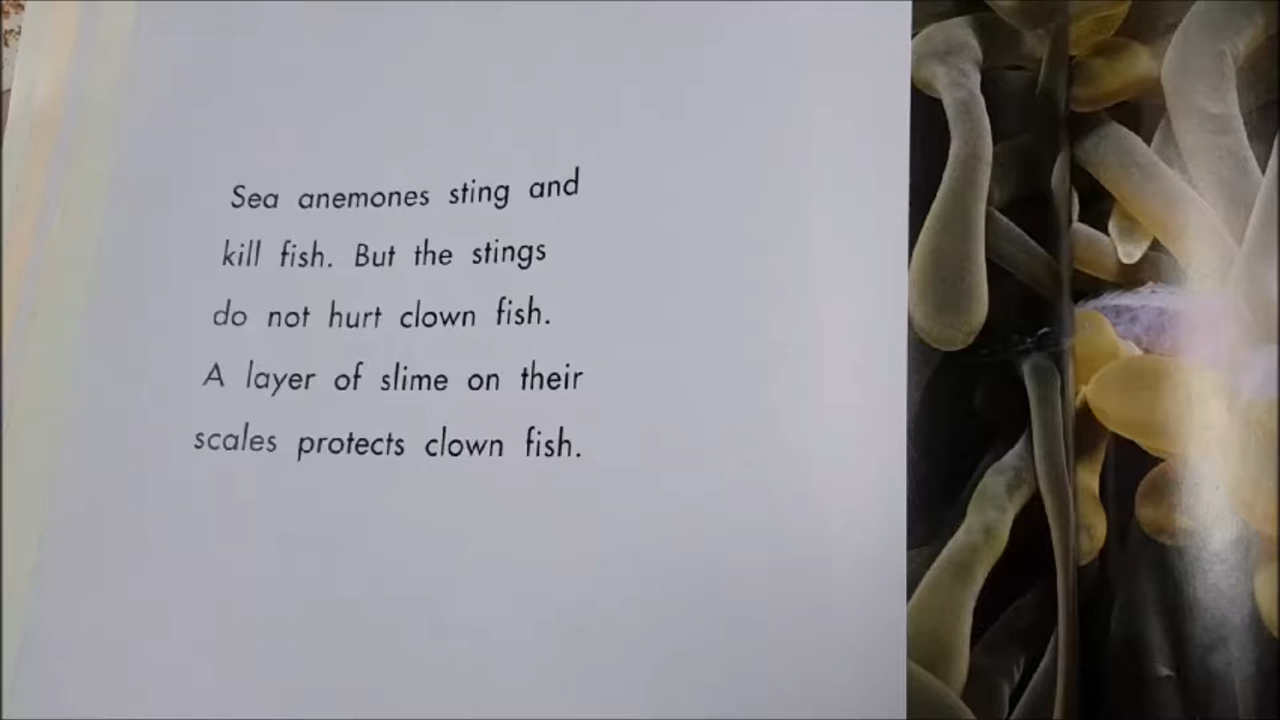 Sea anemones sting and
kill fish. But the stings
do not hurt clown fish.
A layer of slime on their
scales protects clown fish.